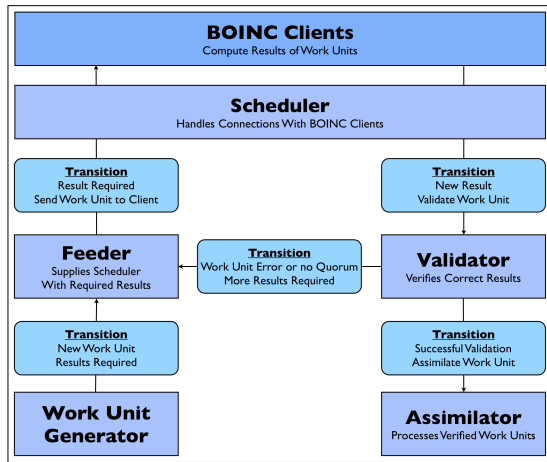 BOINC Clients
Compute Results of Work Units
Scheduler
Handles Connections With BOINC Clients
Transition
Result Required
Send Work Unit to Client
Transition
New Result
Validate Work Unit
Feeder
Supplies Scheduler
With Required Results
Transition
Work Unit Error or no Quorum
More Results Required
Validator
Verifies Correct Results
Transition
New Work Unit
Results Required
Transition
Successful Validation
Assimilate Work Unit
Work Unit
Generator
Assimilator
Processes Verified Work Units